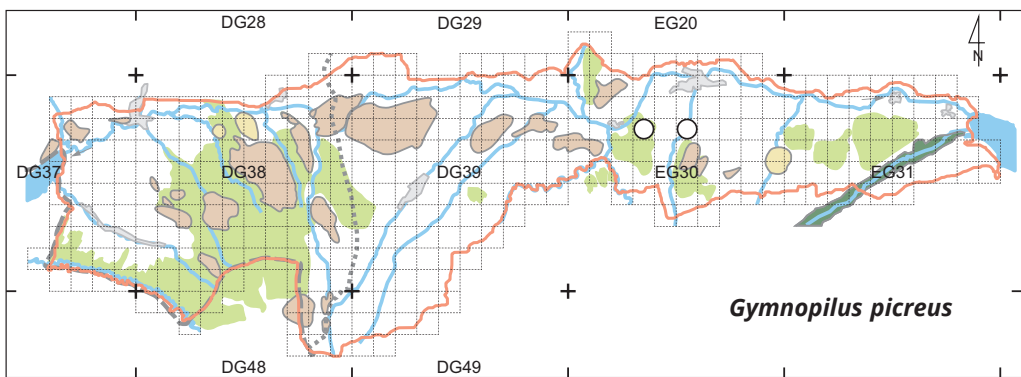 DG28 DG29 EG20
N
DG37 DG38 DG39 EG30 EG31
Gymnopilus picreus
DG48 DG49